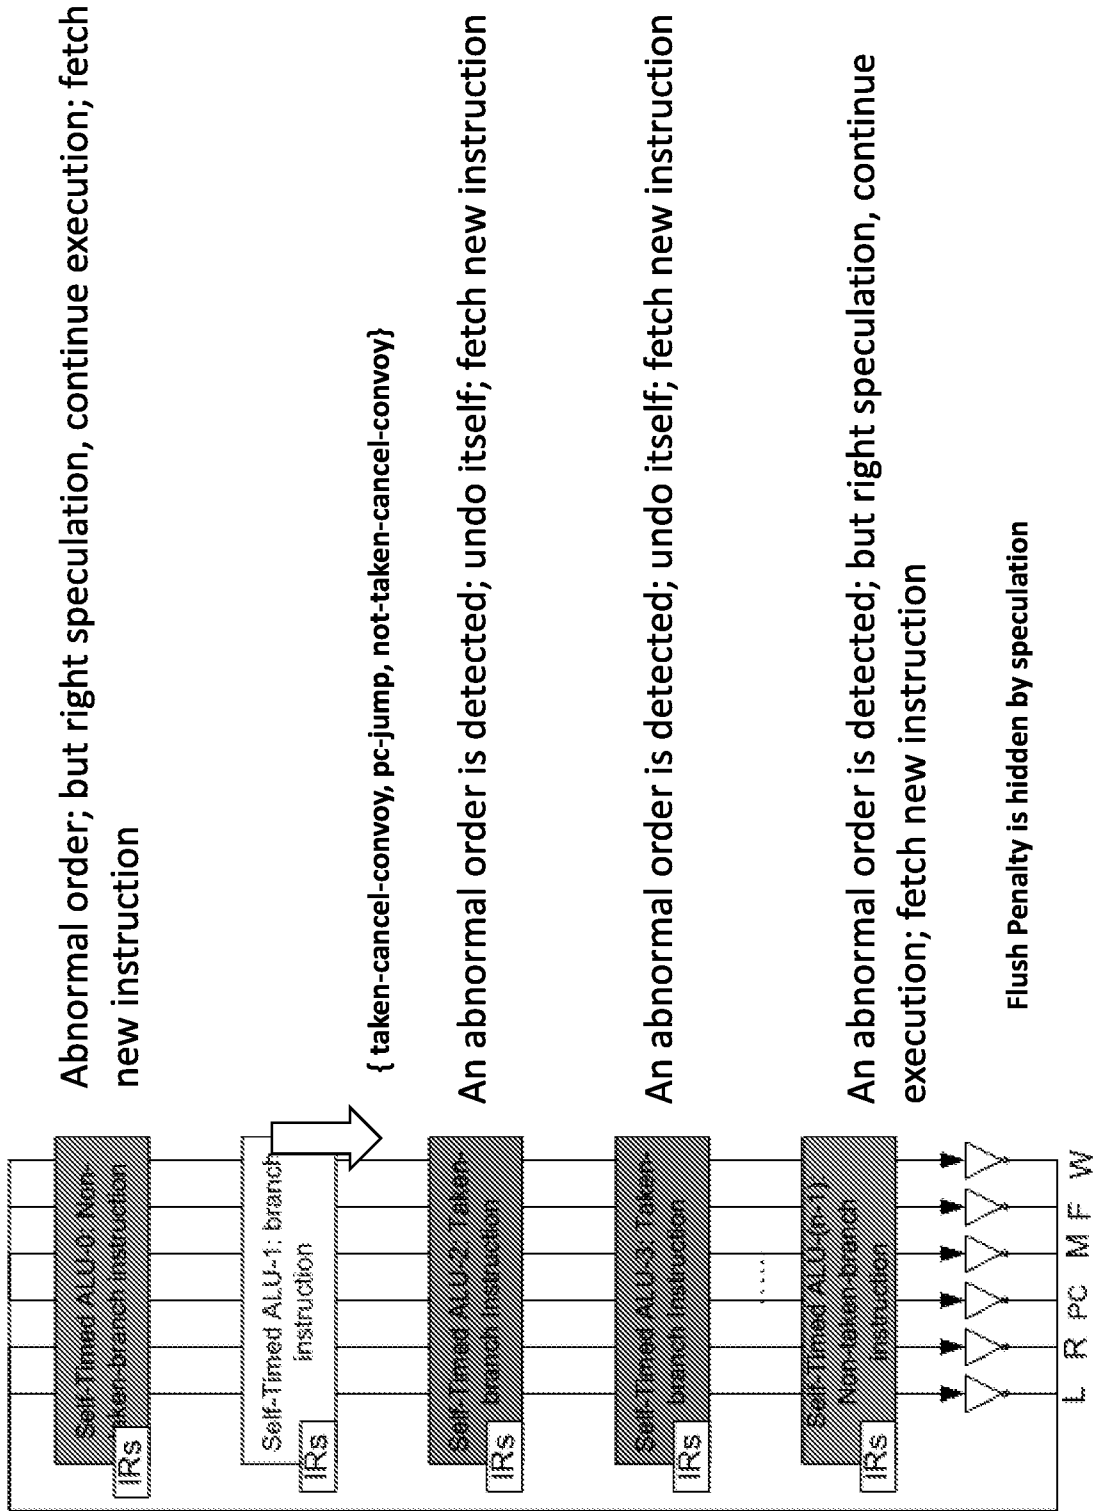 Abnormal order; but right speculation, continue execution; fetch
new instruction
Self-Timed ALU-0: Non-
taken-branch instruction
IRs
Self-Timed ALU-1: branch
instruction
IRs
{ taken-cancel-convoy, pc-jump, not-taken-cancel-convoy}
An abnormal order is detected; undo itself; fetch new instruction
Self-Timed ALU-2: Taken-
branch instruction
IRs
An abnormal order is detected; undo itself; fetch new instruction
Self-Timed ALU-3: Taken-
branch instruction
IRs
......
An abnormal order is detected; but right speculation, continue
execution; fetch new instruction
Self-Timed ALU-(n-1):
Non-taken-branch
instruction
IRs
Flush Penalty is hidden by speculation
L R PC M F W